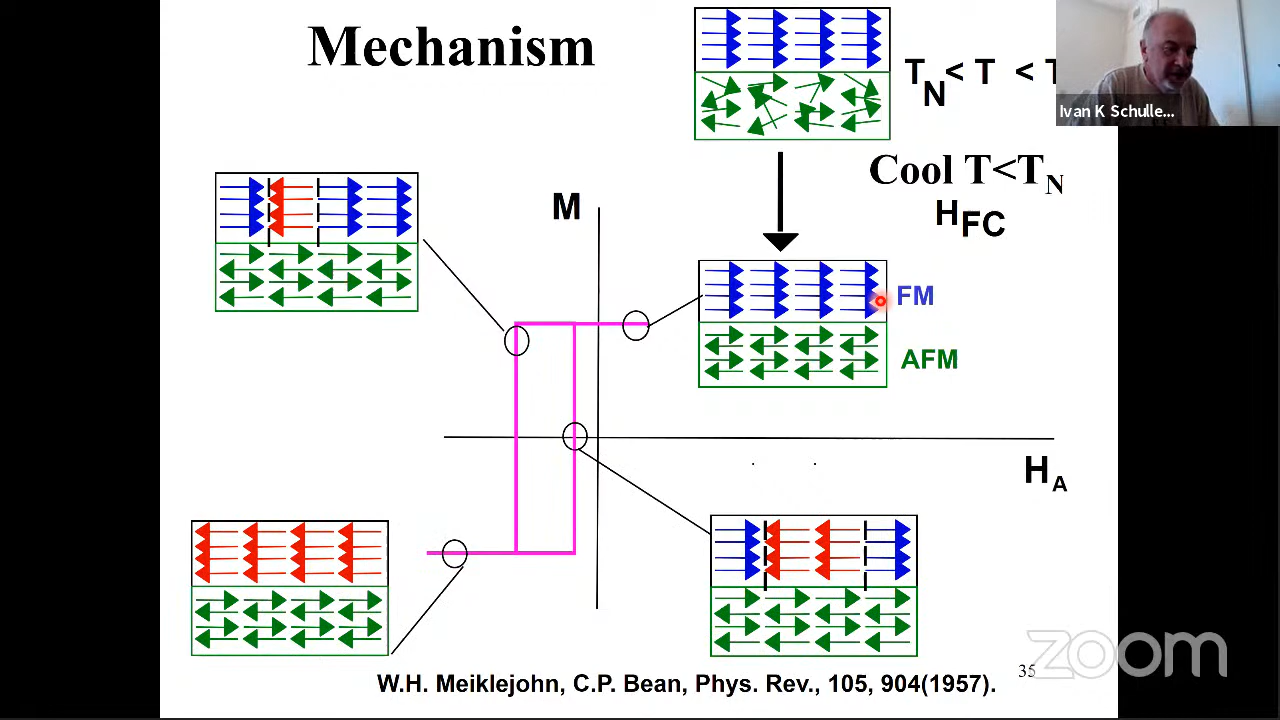 Mechanism
T_N < T < T
Ivan K Schulle...
Cool T<T_N
H_FC
M
FM
AFM
H_A
W.H. Meiklejohn, C.P. Bean, Phys. Rev., 105, 904(1957).
35
zoom